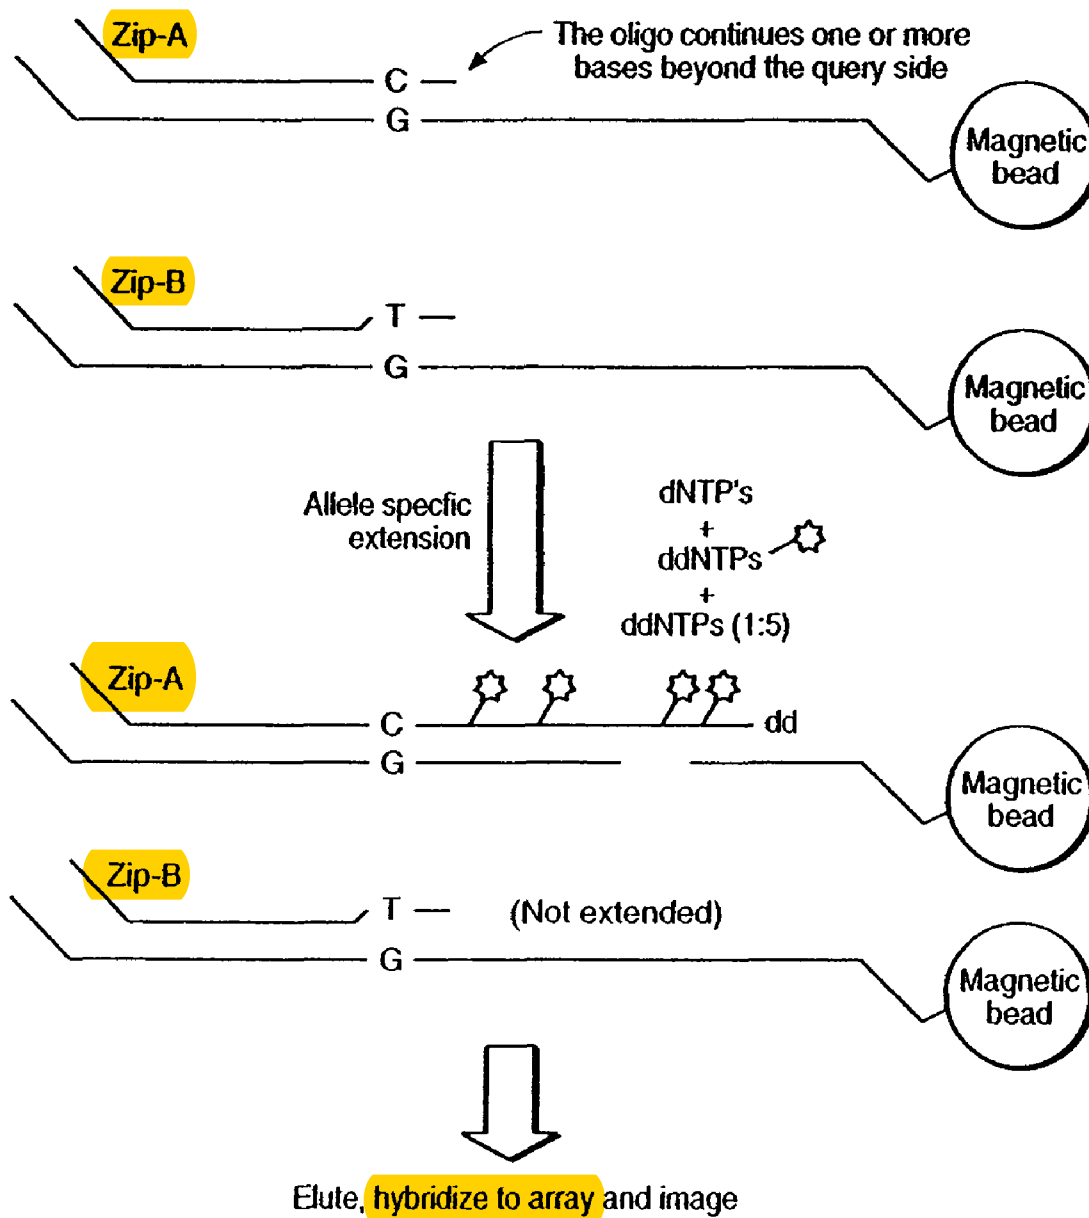 Zip-A
The oligo continues one or more
bases beyond the query side
C
G
Magnetic
bead
Zip-B
T
G
Magnetic
bead
Allele specfic
extension
dNTP's
+
ddNTPs
+
ddNTPs (1:5)
Zip-A
C
dd
G
Magnetic
bead
Zip-B
T
(Not extended)
G
Magnetic
bead
Elute, hybridize to array and image